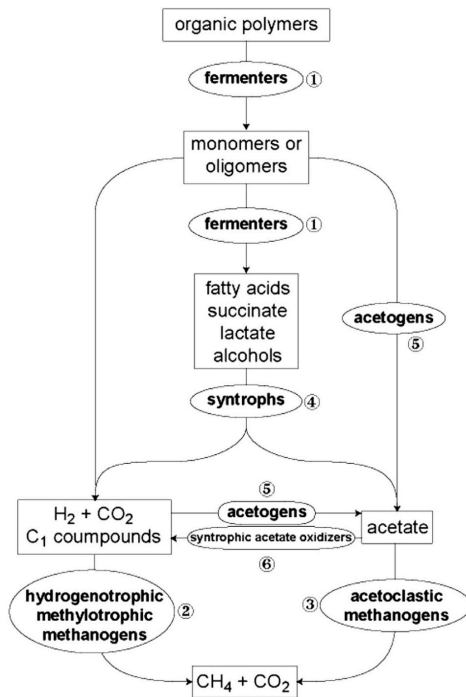 organic polymers
fermenters ①
monomers or
oligomers
fermenters ①
fatty acids
succinate
lactate
alcohols
acetogens
⑤
syntrophs ④
H₂ + CO₂
C₁ coumpounds
⑤
acetogens
syntrophic acetate oxidizers
⑥
acetate
hydrogenotrophic
methylotrophic
methanogens
②
③
acetoclastic
methanogens
CH₄ + CO₂